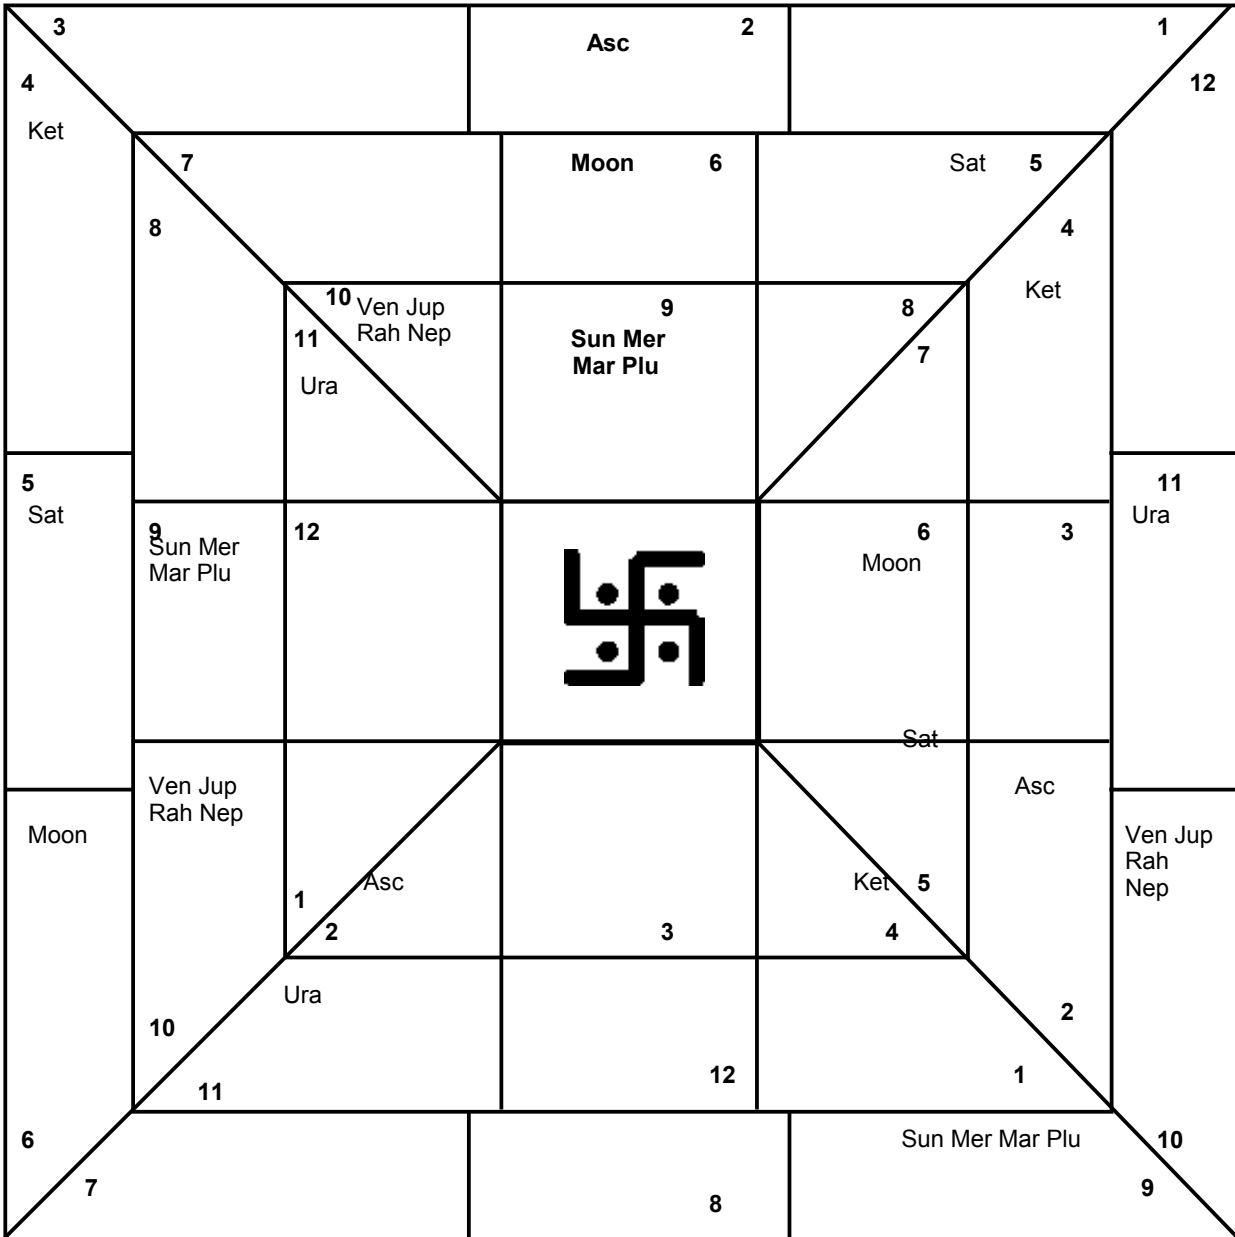 3
Asc
2
1
4
12
Ket
7
Moon
6
Sat
5
8
4
Ket
10
Ven Jup
Rah Nep
9
8
11
Sun Mer
Mar Plu
7
Ura
5
Sat
11
Ura
9
Sun Mer
Mar Plu
12
6
3
Moon
Sat
Ven Jup
Rah Nep
Asc
Moon
Ven Jup
Rah
Nep
1
Asc
Ket
5
2
3
4
Ura
10
2
11
12
1
6
Sun Mer Mar Plu
10
7
8
9